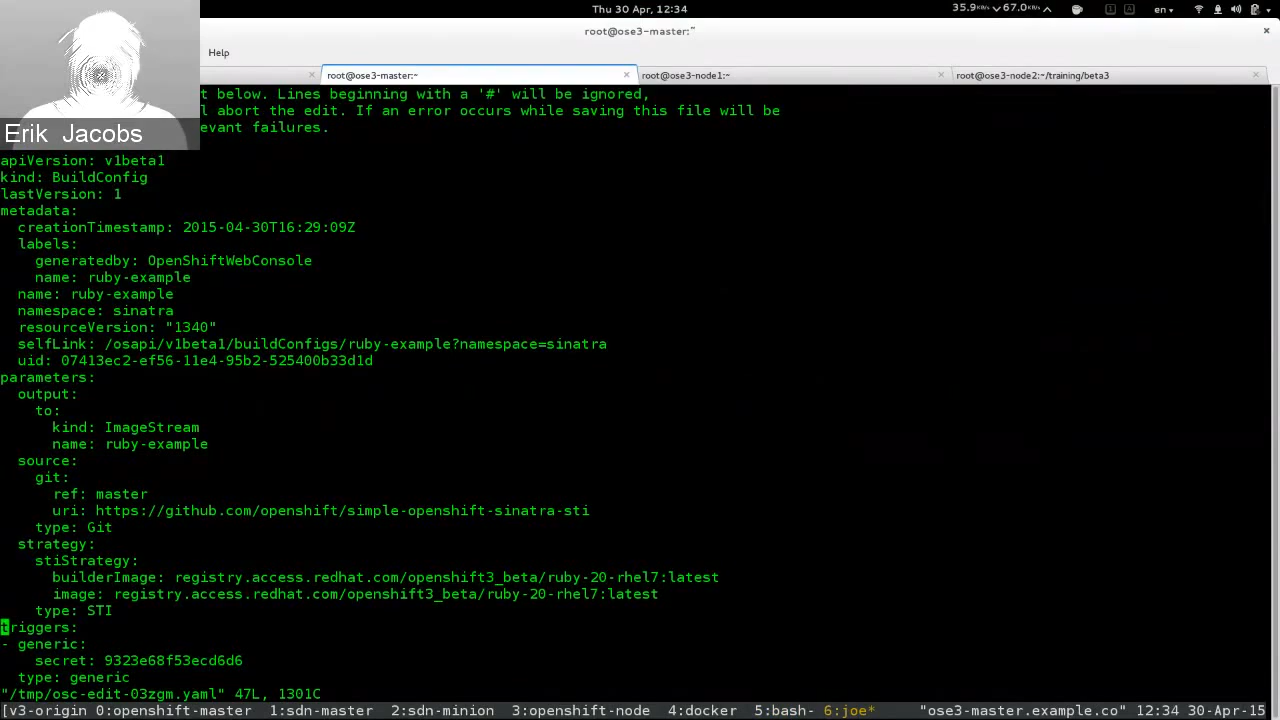 Thu 30 Apr, 12:34
35.9KB/s 67.0KB/s
en
root@ose3-master:~
Help
root@ose3-master:~
root@ose3-node1:~
root@ose3-node2:~/training/beta3
t below. Lines beginning with a '#' will be ignored,
l abort the edit. If an error occurs while saving this file will be
evant failures.
Erik Jacobs
apiVersion: v1beta1
kind: BuildConfig
lastVersion: 1
metadata:
creationTimestamp: 2015-04-30T16:29:09Z
labels:
generatedby: OpenShiftWebConsole
name: ruby-example
name: ruby-example
namespace: sinatra
resourceVersion: "1340"
selfLink: /osapi/v1beta1/buildConfigs/ruby-example?namespace=sinatra
uid: 07413ec2-ef56-11e4-95b2-525400b33d1d
parameters:
output:
to:
kind: ImageStream
name: ruby-example
source:
git:
ref: master
uri: https://github.com/openshift/simple-openshift-sinatra-sti
type: Git
strategy:
stiStrategy:
builderImage: registry.access.redhat.com/openshift3_beta/ruby-20-rhel7:latest
image: registry.access.redhat.com/openshift3_beta/ruby-20-rhel7:latest
type: STI
triggers:
- generic:
secret: 9323e68f53ecd6d6
type: generic
"/tmp/osc-edit-03zgm.yaml" 47L, 1301C
[v3-origin 0:openshift-master 1:sdn-master 2:sdn-minion 3:openshift-node 4:docker 5:bash- 6:joe* "ose3-master.example.co" 12:34 30-Apr-15